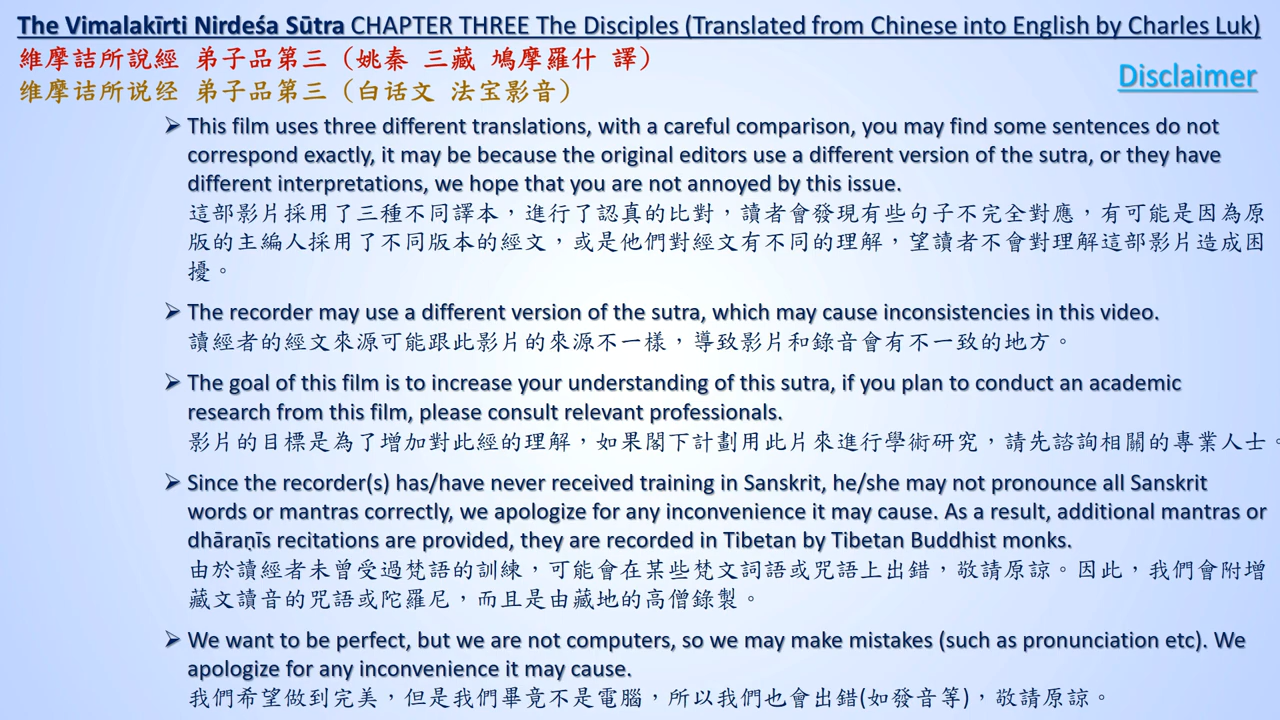 The Vimalakīrti Nirdeśa Sūtra CHAPTER THREE The Disciples (Translated from Chinese into English by Charles Luk)
維摩詰所說經 弟子品第三（姚秦 三藏 鳩摩羅什 譯）
维摩诘所说经 弟子品第三（白话文 法宝影音）
Disclaimer
➢ This film uses three different translations, with a careful comparison, you may find some sentences do not
correspond exactly, it may be because the original editors use a different version of the sutra, or they have
different interpretations, we hope that you are not annoyed by this issue.
這部影片採用了三種不同譯本，進行了認真的比對，讀者會發現有些句子不完全對應，有可能是因為原
版的主編人採用了不同版本的經文，或是他們對經文有不同的理解，望讀者不會對理解這部影片造成困
擾。
➢ The recorder may use a different version of the sutra, which may cause inconsistencies in this video.
讀經者的經文來源可能跟此影片的來源不一樣，導致影片和錄音會有不一致的地方。
➢ The goal of this film is to increase your understanding of this sutra, if you plan to conduct an academic
research from this film, please consult relevant professionals.
影片的目標是為了增加對此經的理解，如果閣下計劃用此片來進行學術研究，請先諮詢相關的專業人士。
➢ Since the recorder(s) has/have never received training in Sanskrit, he/she may not pronounce all Sanskrit
words or mantras correctly, we apologize for any inconvenience it may cause. As a result, additional mantras or
dhāraṇīs recitations are provided, they are recorded in Tibetan by Tibetan Buddhist monks.
由於讀經者未曾受過梵語的訓練，可能會在某些梵文詞語或咒語上出錯，敬請原諒。因此，我們會附增
藏文讀音的咒語或陀羅尼，而且是由藏地的高僧錄製。
➢ We want to be perfect, but we are not computers, so we may make mistakes (such as pronunciation etc). We
apologize for any inconvenience it may cause.
我們希望做到完美，但是我們畢竟不是電腦，所以我們也會出錯(如發音等)，敬請原諒。